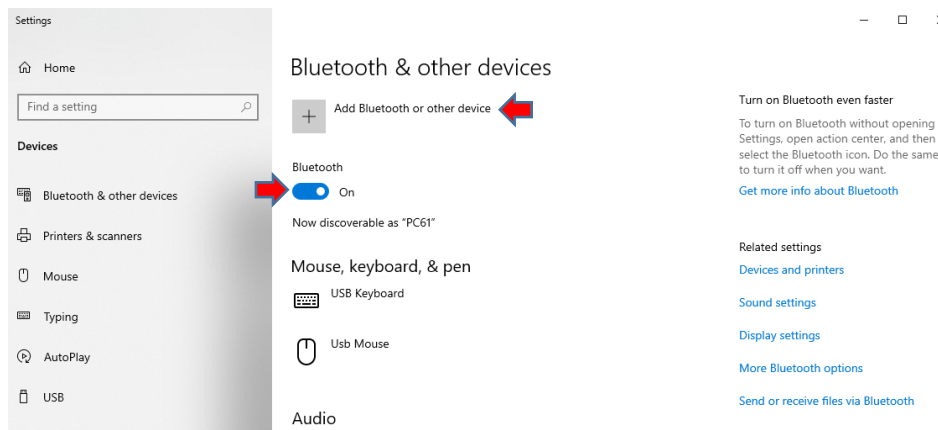 Settings
Home
Find a setting
Devices
Bluetooth & other devices
Printers & scanners
Mouse
Typing
AutoPlay
USB
Bluetooth & other devices
Add Bluetooth or other device
Bluetooth
On
Now discoverable as “PC61”
Mouse, keyboard, & pen
USB Keyboard
Usb Mouse
Audio
Turn on Bluetooth even faster
To turn on Bluetooth without opening
Settings, open action center, and then
select the Bluetooth icon. Do the same
to turn it off when you want.
Get more info about Bluetooth
Related settings
Devices and printers
Sound settings
Display settings
More Bluetooth options
Send or receive files via Bluetooth